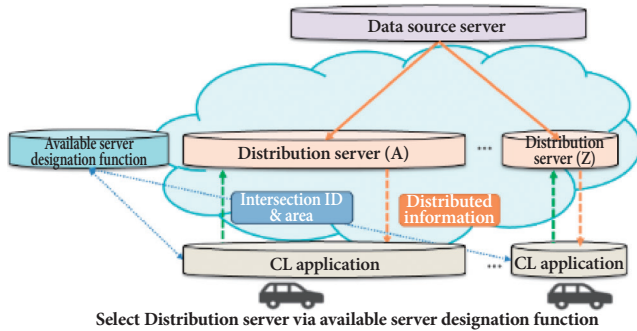 Data source server
Available server
designation function
Distribution server (A)
...
Distribution
server (Z)
Intersection ID
& area
Distributed
information
CL application
...
CL application
Select Distribution server via available server designation function